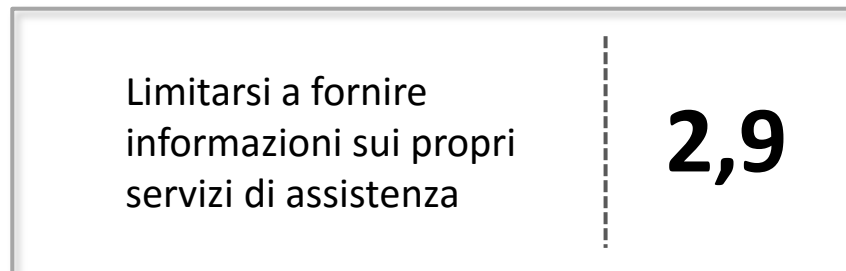 Limitarsi a fornire
informazioni sui propri
servizi di assistenza
2,9